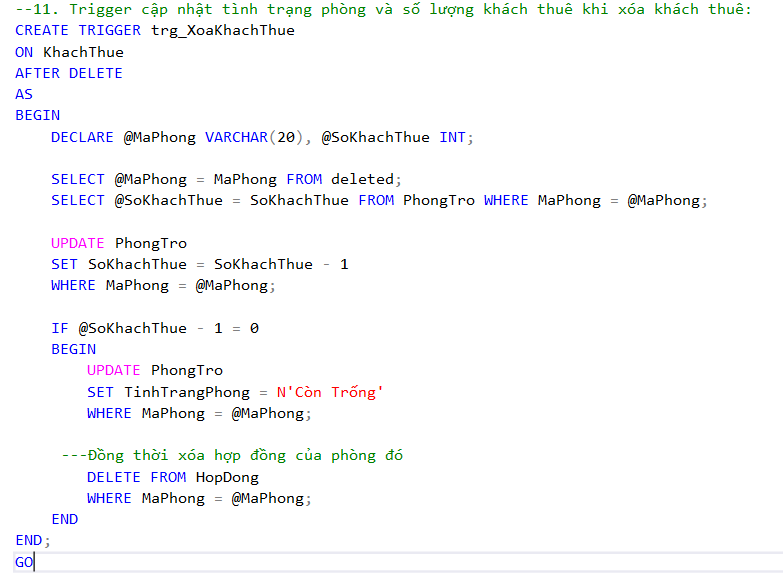 --11. Trigger cập nhật tình trạng phòng và số lượng khách thuê khi xóa khách thuê:
CREATE TRIGGER trg_XoaKhachThue
ON KhachThue
AFTER DELETE
AS
BEGIN
    DECLARE @MaPhong VARCHAR(20), @SoKhachThue INT;
    SELECT @MaPhong = MaPhong FROM deleted;
    SELECT @SoKhachThue = SoKhachThue FROM PhongTro WHERE MaPhong = @MaPhong;
    UPDATE PhongTro
    SET SoKhachThue = SoKhachThue - 1
    WHERE MaPhong = @MaPhong;
    IF @SoKhachThue - 1 = 0
    BEGIN
        UPDATE PhongTro
        SET TinhTrangPhong = N'Còn Trống'
        WHERE MaPhong = @MaPhong;
     ---Đồng thời xóa hợp đồng của phòng đó
        DELETE FROM HopDong
        WHERE MaPhong = @MaPhong;
    END
END;
GO